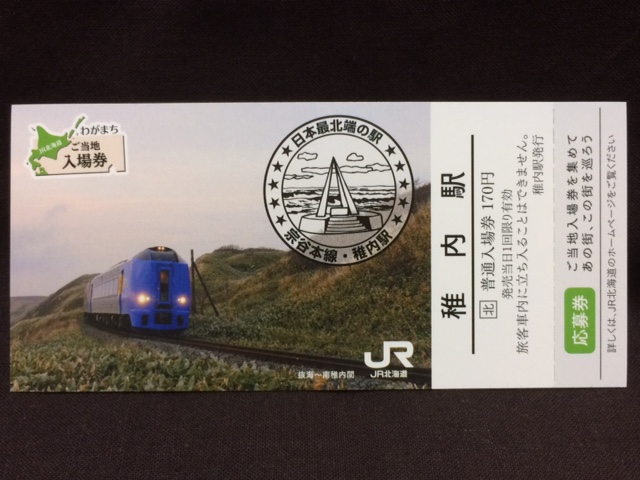 わがまち
ご当地
入場券
JR北海道
日本最北端の駅
宗谷本線・稚内駅
抜海〜南稚内間
JR
JR北海道
稚内駅
北 普通入場券 170円
発売当日1回限り有効
旅客車内に立ち入ることはできません。
稚内駅発行
ご当地入場券を集めて
あの街、この街を巡ろう
応募券
詳しくは、JR北海道のホームページをご覧ください